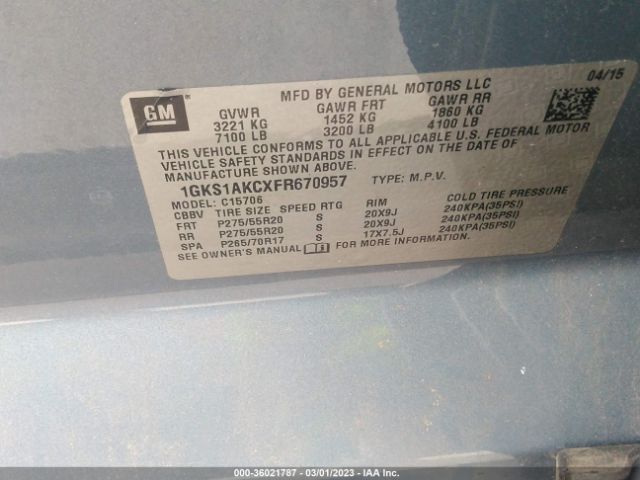 GM
MFD BY GENERAL MOTORS LLC
04/15
GVWR GAWR FRT GAWR RR
3221 KG 1452 KG 1860 KG
7100 LB 3200 LB 4100 LB
THIS VEHICLE CONFORMS TO ALL APPLICABLE U.S. FEDERAL MOTOR
VEHICLE SAFETY STANDARDS IN EFFECT ON THE DATE OF
MANUFACTURE SHOWN ABOVE.
1GKS1AKCXFR670957 TYPE: M.P.V.
MODEL: C15706
CBBV TIRE SIZE SPEED RTG RIM COLD TIRE PRESSURE
FRT P275/55R20 S 20X9J 240KPA(35PSI)
RR P275/55R20 S 20X9J 240KPA(35PSI)
SPA P265/70R17 S 17X7.5J 240KPA(35PSI)
SEE OWNER'S MANUAL FOR MORE INFORMATION.
000-36021787 - 03/01/2023 - IAA Inc.